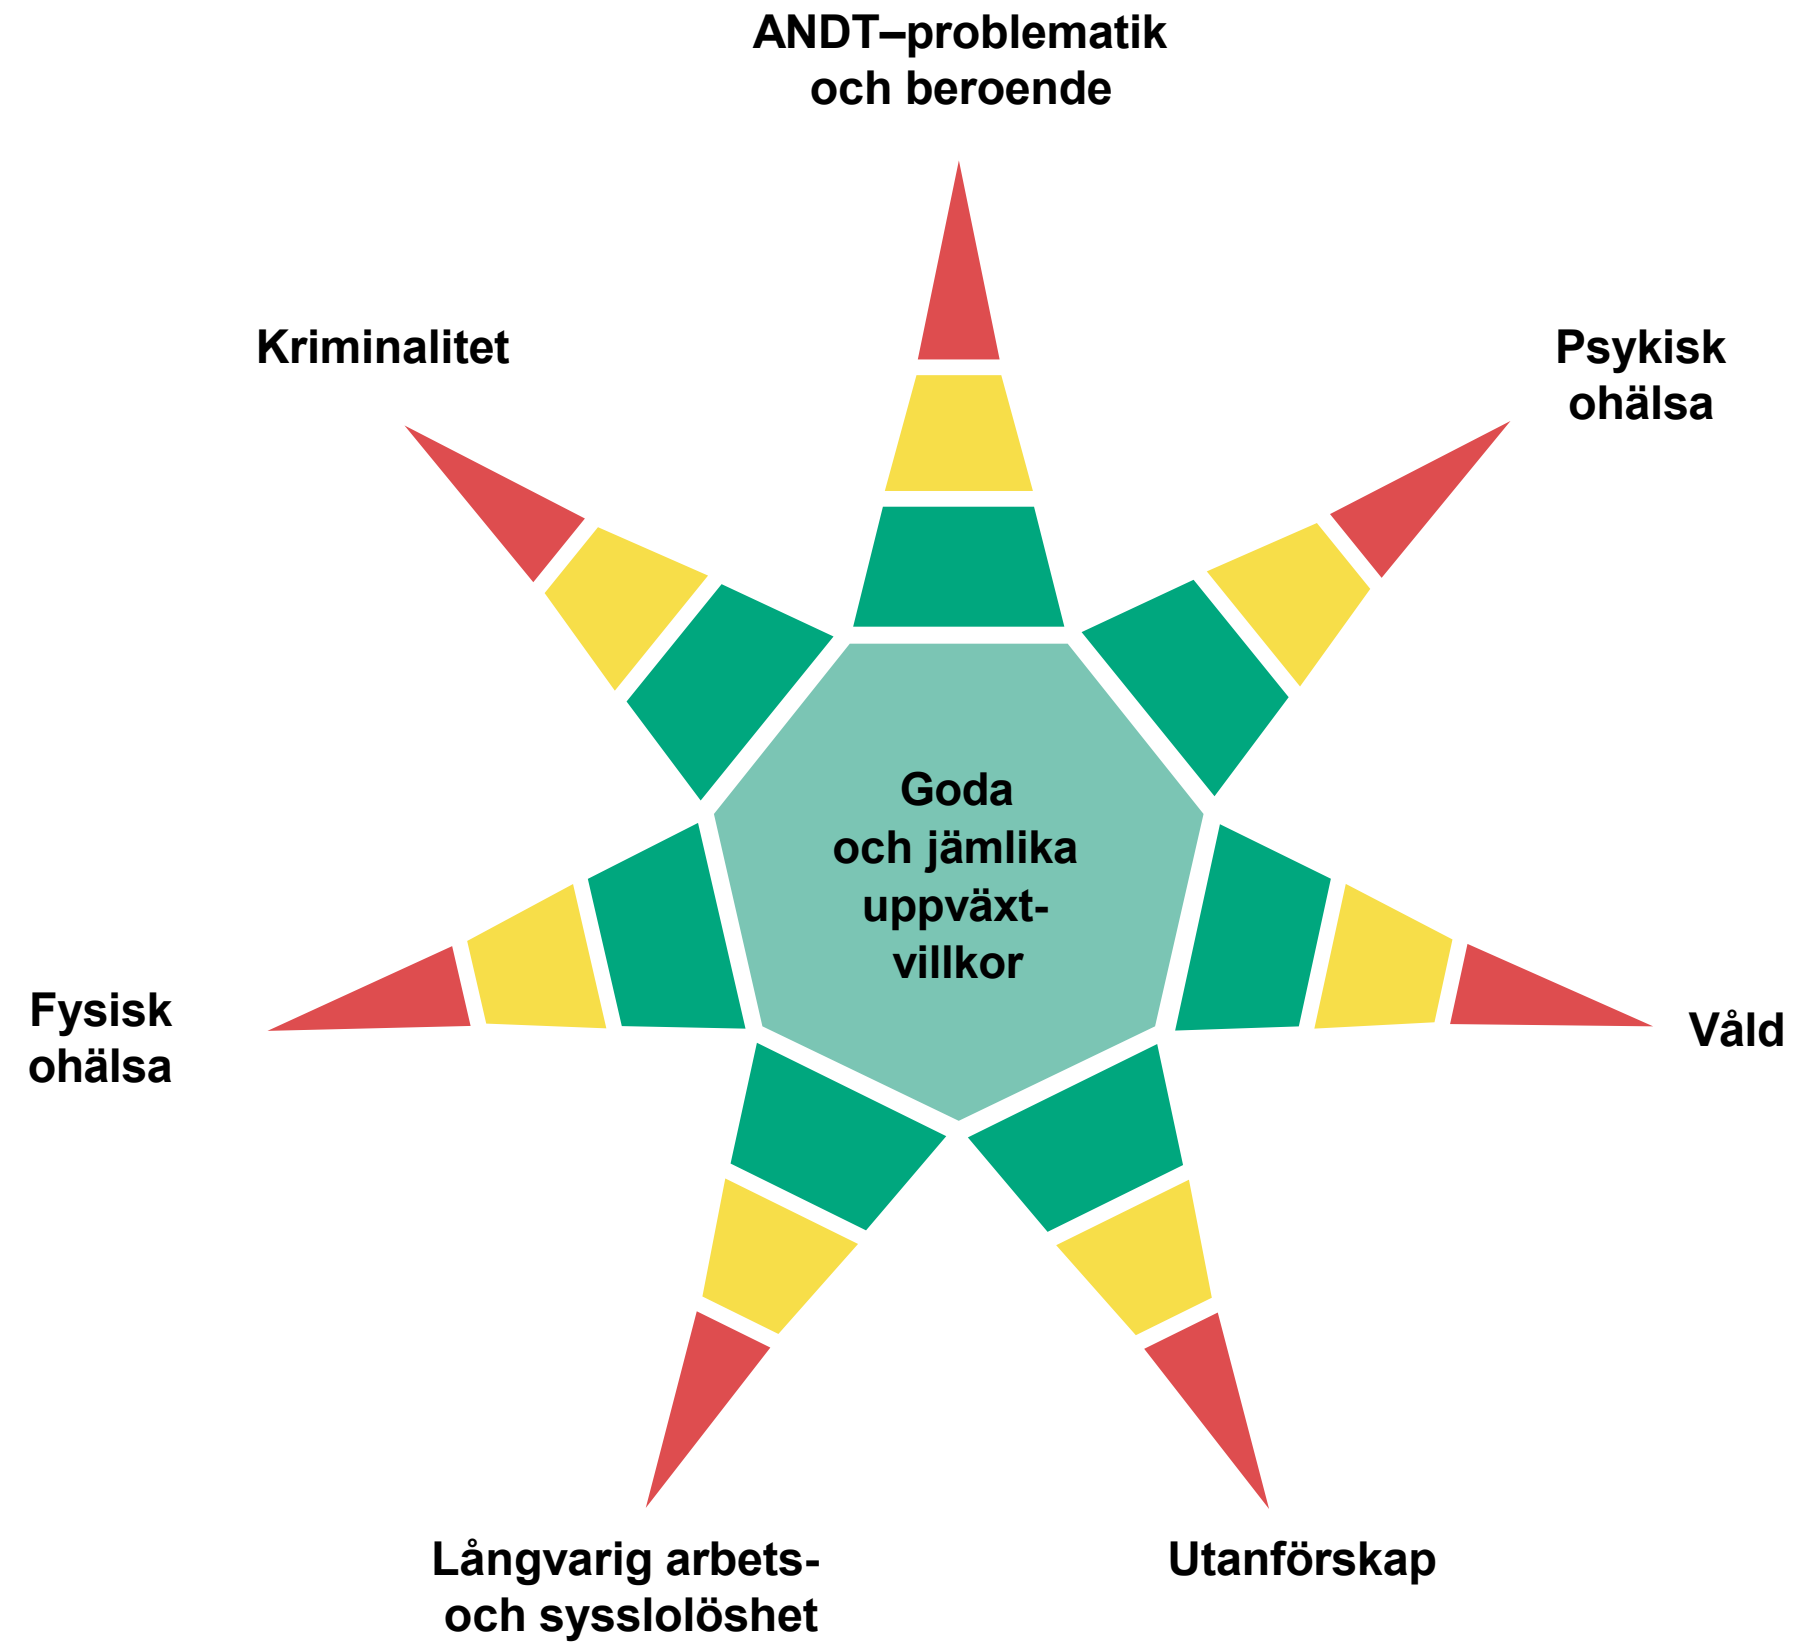 ANDT–problematik
och beroende
Kriminalitet
Psykisk
ohälsa
Goda
och jämlika
uppväxt-
villkor
Fysisk
ohälsa
Våld
Långvarig arbets-
och sysslolöshet
Utanförskap